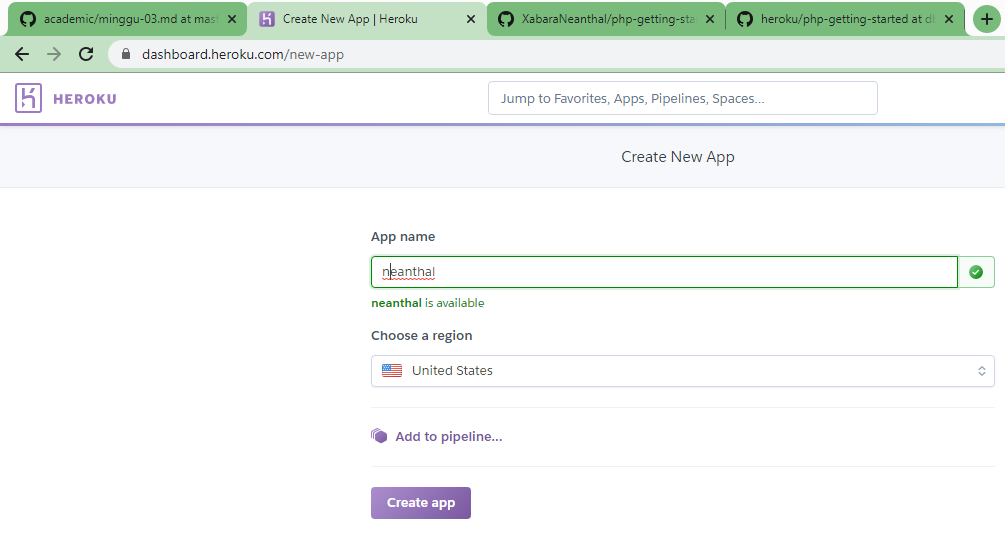 academic/minggu-03.md at mast
Create New App | Heroku
XabaraNeanthal/php-getting-sta
heroku/php-getting-started at d
dashboard.heroku.com/new-app
HEROKU
Jump to Favorites, Apps, Pipelines, Spaces...
Create New App
App name
neanthal
neanthal is available
Choose a region
United States
Add to pipeline...
Create app